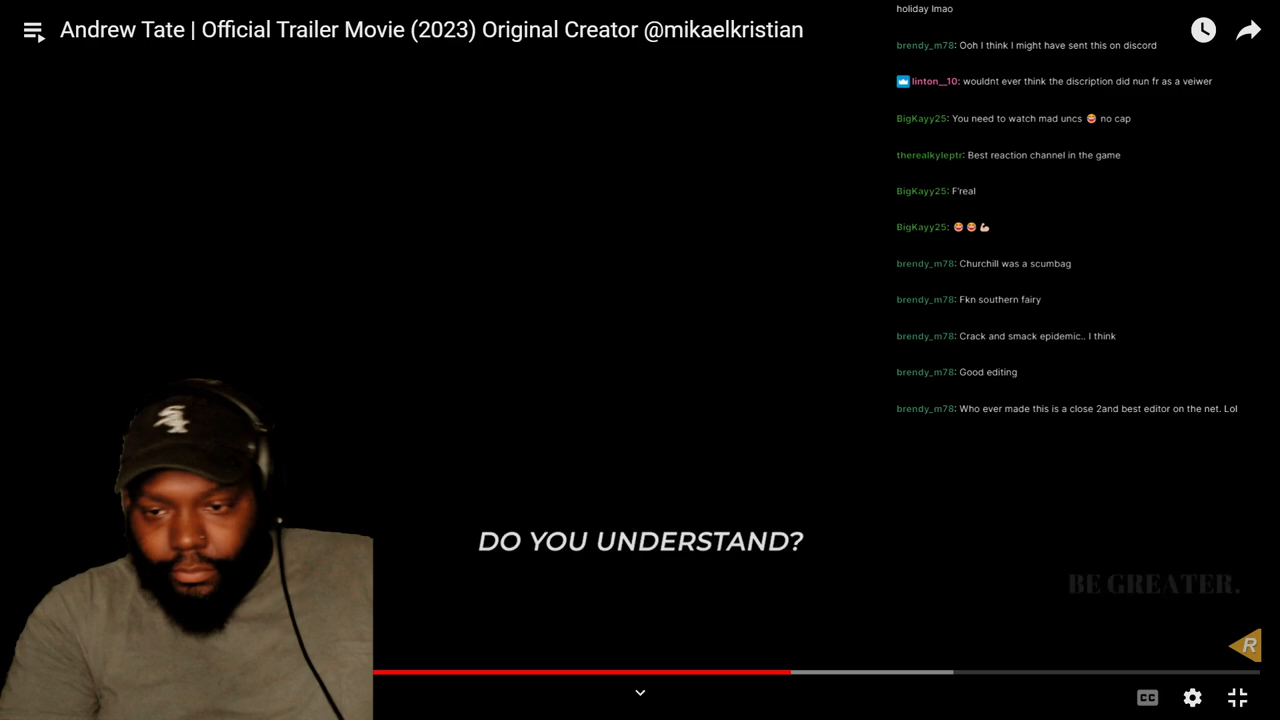 Andrew Tate | Official Trailer Movie (2023) Original Creator @mikaelkristian
holiday lmao
brendy_m78: Ooh I think I might have sent this on discord
linton__10: wouldnt ever think the discription did nun fr as a veiwer
BigKayy25: You need to watch mad uncs 😂 no cap
therealkyleptr: Best reaction channel in the game
BigKayy25: F'real
BigKayy25: 😂 😂 💪🏻
brendy_m78: Churchill was a scumbag
brendy_m78: Fkn southern fairy
brendy_m78: Crack and smack epidemic.. I think
brendy_m78: Good editing
brendy_m78: Who ever made this is a close 2and best editor on the net. Lol
DO YOU UNDERSTAND?
BE GREATER.
R
CC